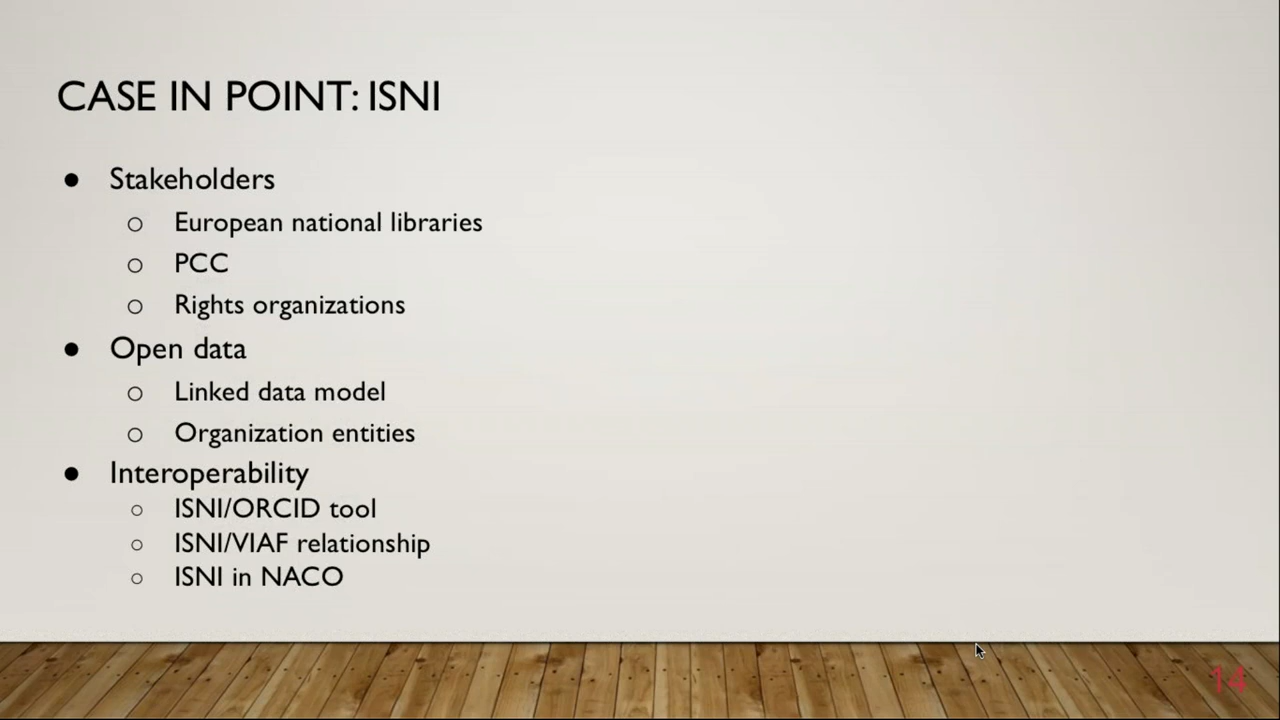 CASE IN POINT: ISNI
● Stakeholders
○ European national libraries
○ PCC
○ Rights organizations
● Open data
○ Linked data model
○ Organization entities
● Interoperability
○ ISNI/ORCID tool
○ ISNI/VIAF relationship
○ ISNI in NACO
14